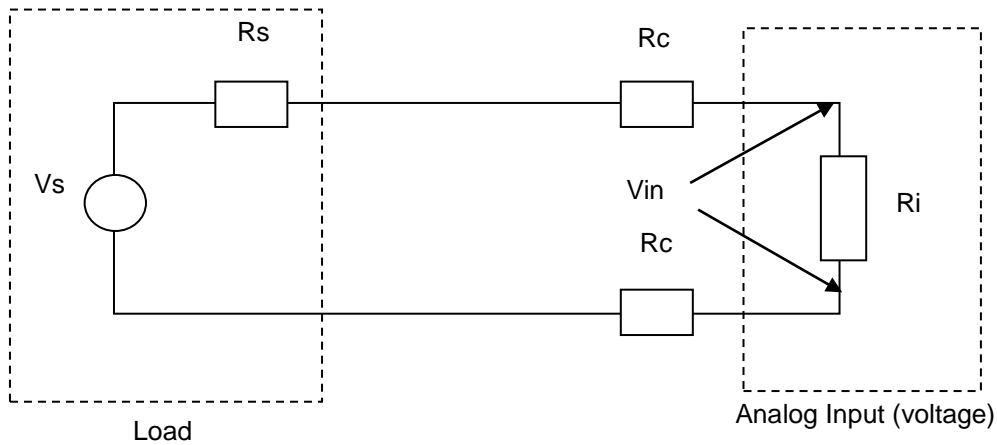 Rs
Rc
Vs
Vin
Ri
Rc
Analog Input (voltage)
Load